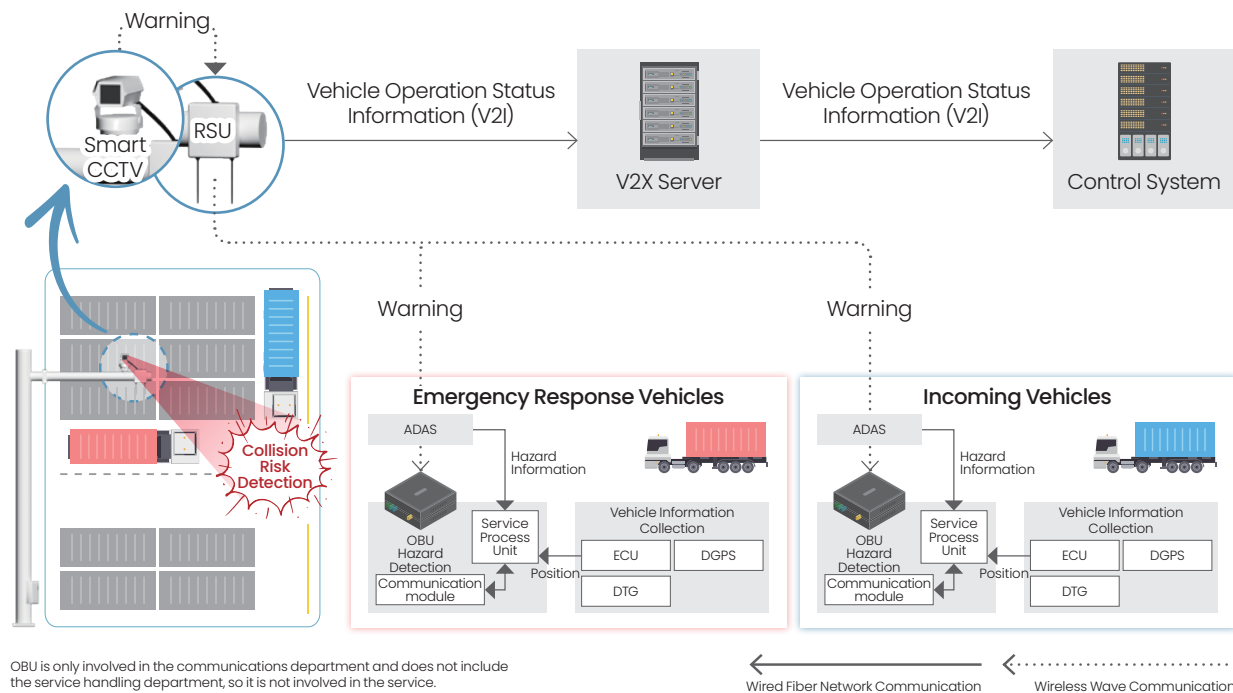 Warning
Smart
CCTV
RSU
Vehicle Operation Status
Information (V2I)
V2X Server
Vehicle Operation Status
Information (V2I)
Control System
Warning
Warning
Collision
Risk
Detection
Emergency Response Vehicles
ADAS
Hazard
Information
OBU
Hazard
Detection
Communication
module
Service
Process
Unit
Position
Vehicle Information
Collection
ECU
DGPS
DTG
Incoming Vehicles
ADAS
Hazard
Information
OBU
Hazard
Detection
Communication
module
Service
Process
Unit
Position
Vehicle Information
Collection
ECU
DGPS
DTG
OBU is only involved in the communications department and does not include
the service handling department, so it is not involved in the service.
Wired Fiber Network Communication
Wireless Wave Communication